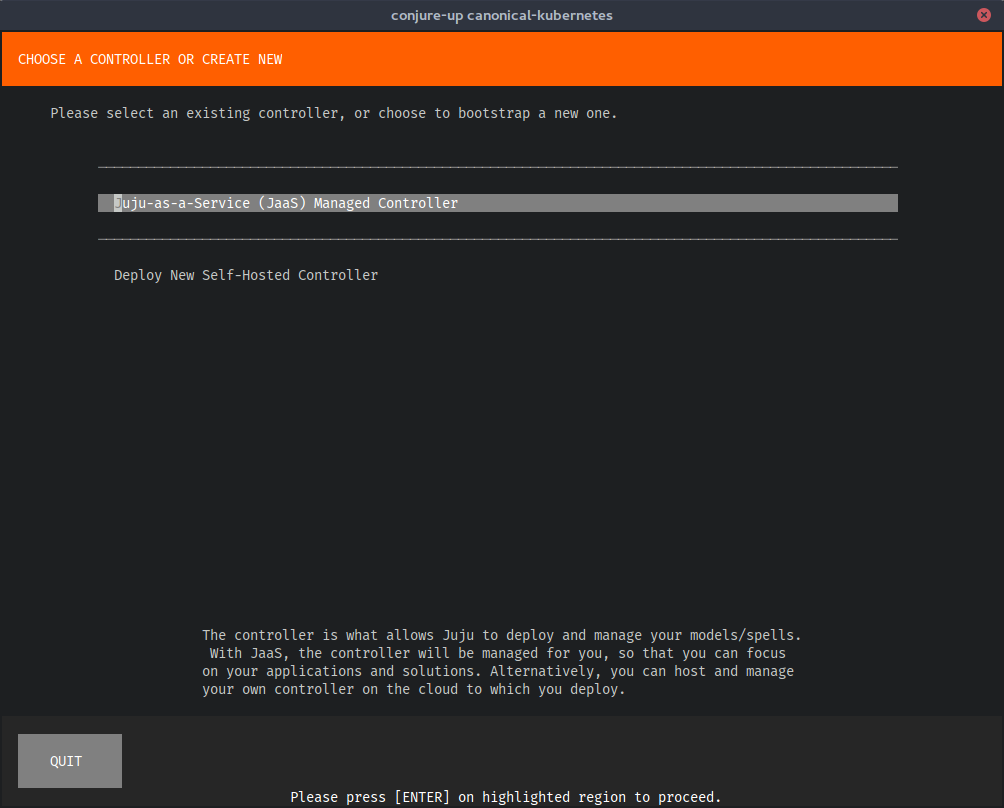 conjure-up canonical-kubernetes
CHOOSE A CONTROLLER OR CREATE NEW
Please select an existing controller, or choose to bootstrap a new one.
Juju-as-a-Service (JaaS) Managed Controller
Deploy New Self-Hosted Controller
The controller is what allows Juju to deploy and manage your models/spells.
With JaaS, the controller will be managed for you, so that you can focus
on your applications and solutions. Alternatively, you can host and manage
your own controller on the cloud to which you deploy.
QUIT
Please press [ENTER] on highlighted region to proceed.